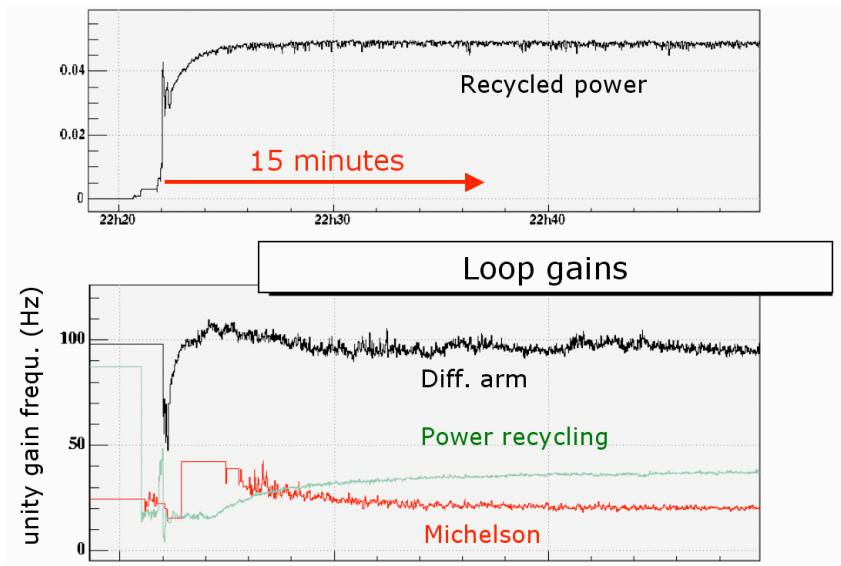 0.04
Recycled power
0.02
15 minutes
0
22h20
22h30
22h40
Loop gains
unity gain frequ. (Hz)
100
Diff. arm
Power recycling
50
Michelson
0